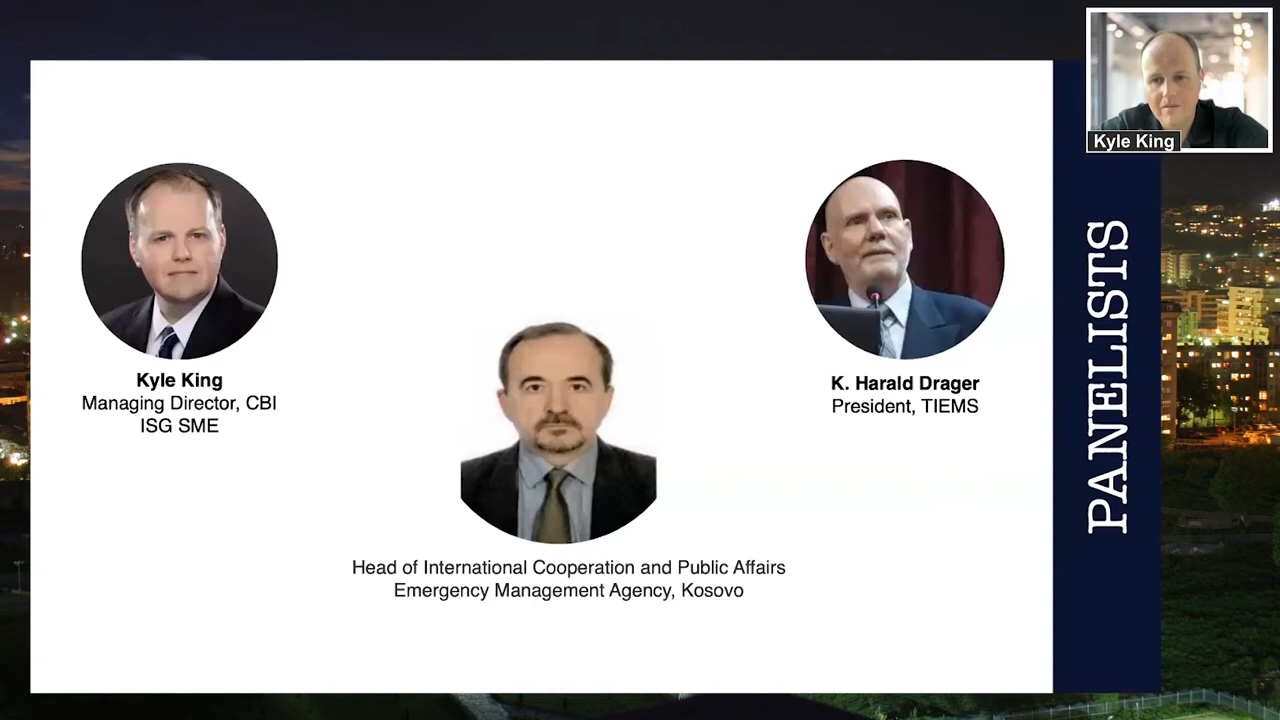 Kyle King
Kyle King
Managing Director, CBI
ISG SME
K. Harald Drager
President, TIEMS
Head of International Cooperation and Public Affairs
Emergency Management Agency, Kosovo
PANELISTS